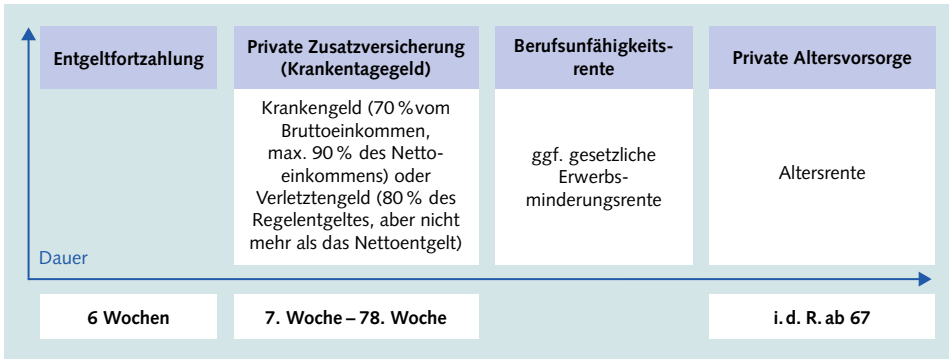 Entgeltfortzahlung
Private Zusatzversicherung
(Krankentagegeld)
Berufsunfähigkeits-
rente
Private Altersvorsorge
Krankengeld (70 % vom
Bruttoeinkommen,
max. 90 % des Netto-
einkommens) oder
Verletztengeld (80 % des
Regelentgeltes, aber nicht
mehr als das Nettoentgelt)
ggf. gesetzliche
Erwerbs-
minderungsrente
Altersrente
Dauer
6 Wochen
7. Woche – 78. Woche
i. d. R. ab 67